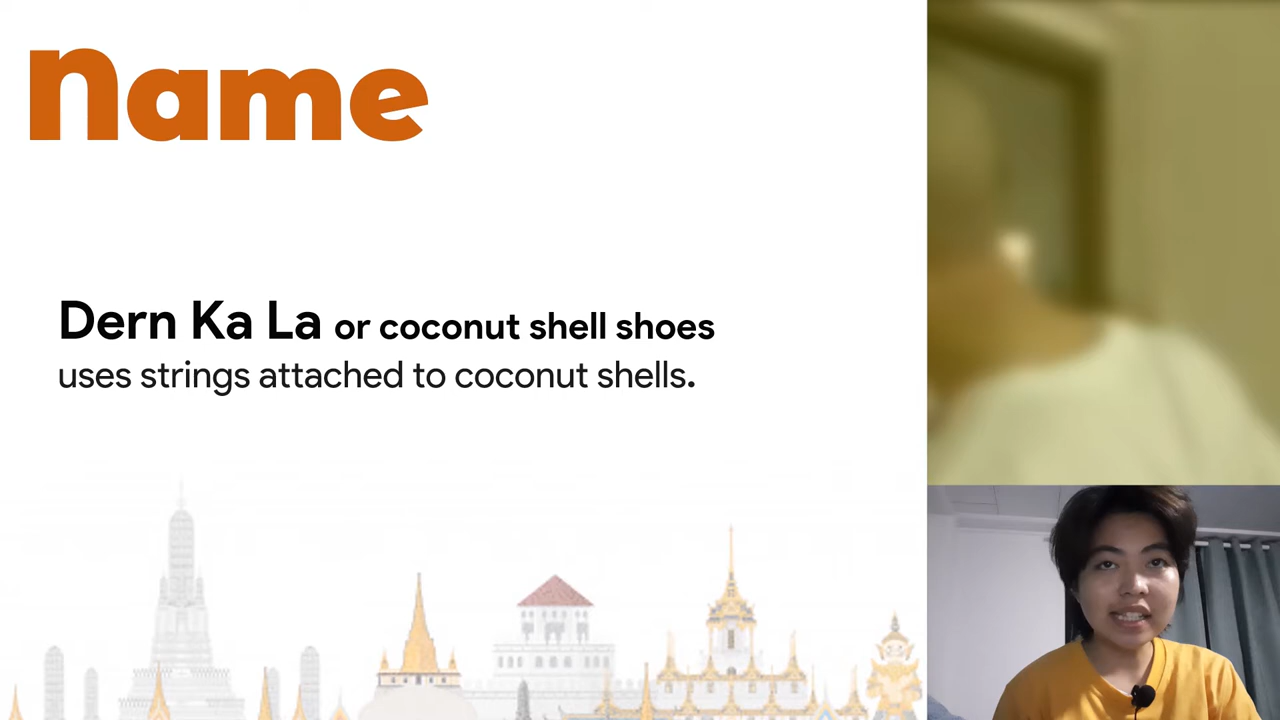 Name
Dern Ka La or coconut shell shoes
uses strings attached to coconut shells.